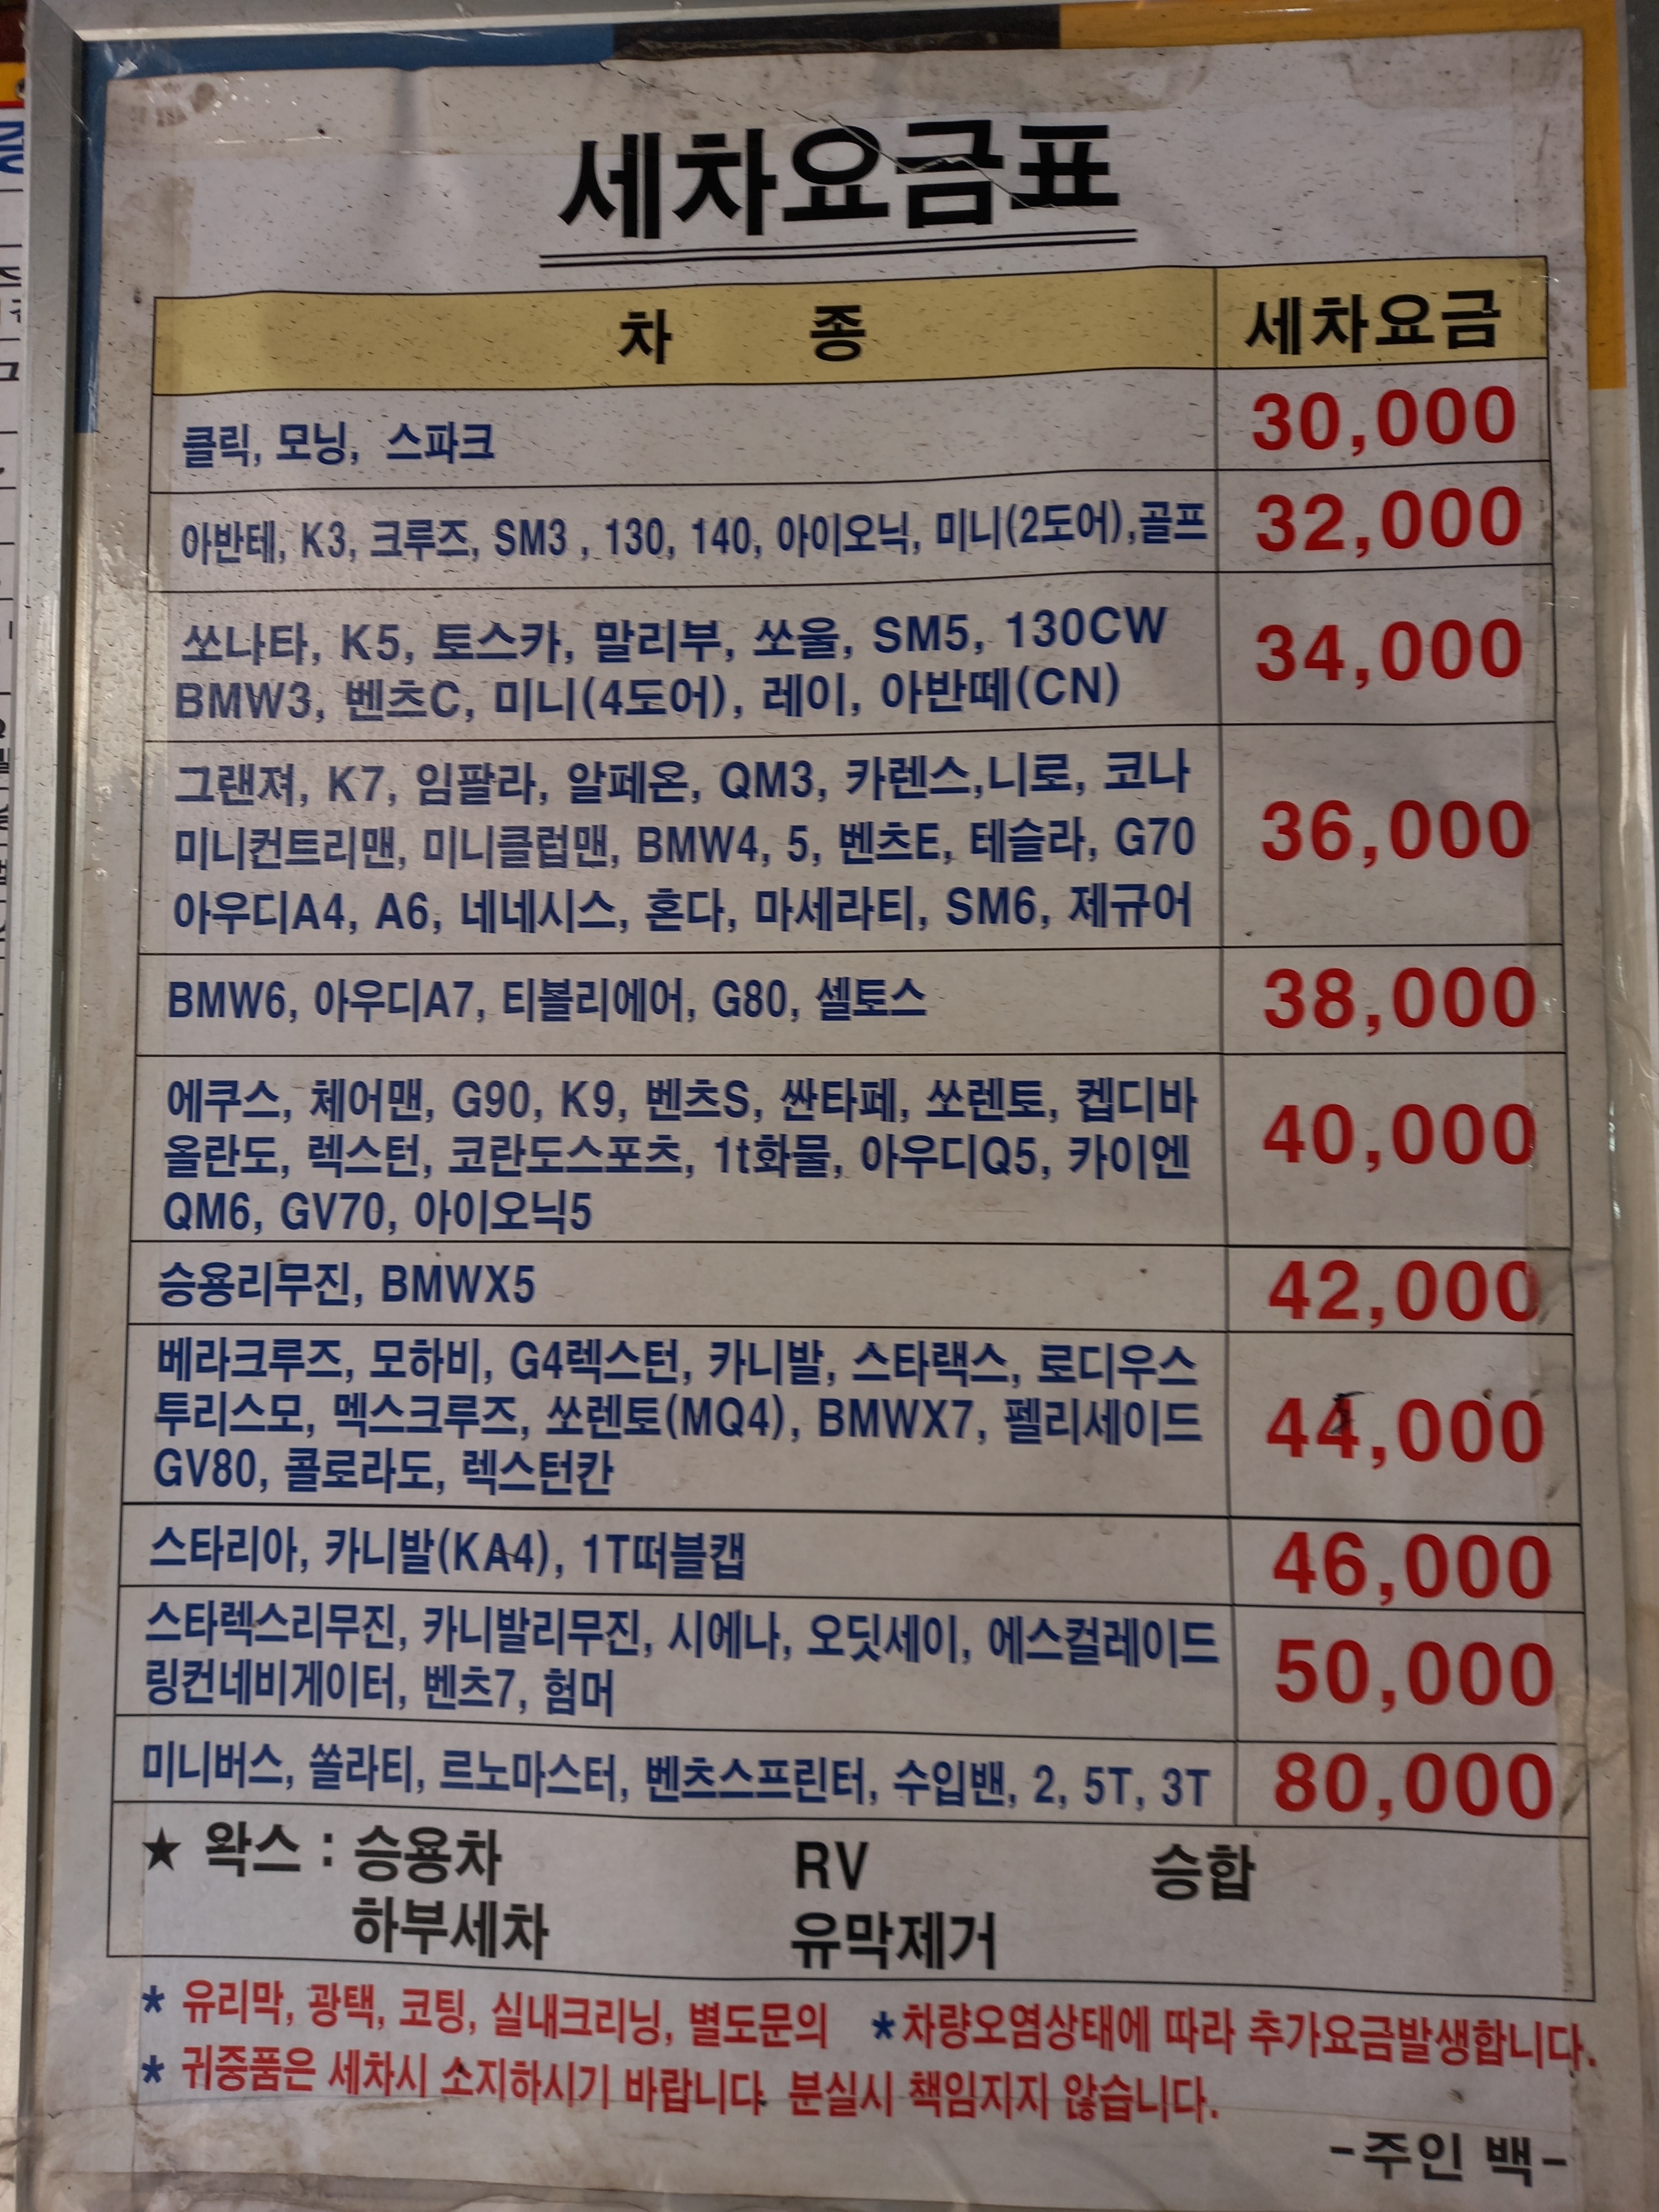 세차요금표
차 종 세차요금
클릭, 모닝, 스파크 30,000
아반테, K3, 크루즈, SM3 , 130, 140, 아이오닉, 미니(2도어),골프 32,000
쏘나타, K5, 토스카, 말리부, 쏘울, SM5, 130CW
BMW3, 벤츠C, 미니(4도어), 레이, 아반떼(CN)
34,000
그랜져, K7, 임팔라, 알페온, QM3, 카렌스,니로, 코나
미니컨트리맨, 미니클럽맨, BMW4, 5, 벤츠E, 테슬라, G70
아우디A4, A6, 네네시스, 혼다, 마세라티, SM6, 제규어
36,000
BMW6, 아우디A7, 티볼리에어, G80, 셀토스 38,000
에쿠스, 체어맨, G90, K9, 벤츠S, 싼타페, 쏘렌토, 켑디바
올란도, 렉스턴, 코란도스포츠, 1t화물, 아우디Q5, 카이엔
QM6, GV70, 아이오닉5
40,000
승용리무진, BMWX5 42,000
베라크루즈, 모하비, G4렉스턴, 카니발, 스타랙스, 로디우스
투리스모, 멕스크루즈, 쏘렌토(MQ4), BMWX7, 펠리세이드
GV80, 콜로라도, 렉스턴칸
44,000
스타리아, 카니발(KA4), 1T떠블캡 46,000
스타렉스리무진, 카니발리무진, 시에나, 오딧세이, 에스컬레이드
링컨네비게이터, 벤츠7, 험머
50,000
미니버스, 쏠라티, 르노마스터, 벤츠스프린터, 수입밴, 2, 5T, 3T 80,000
★ 왁스 : 승용차 RV 승합
하부세차 유막제거
* 유리막, 광택, 코팅, 실내크리닝, 별도문의 *차량오염상태에 따라 추가요금발생합니다.
* 귀중품은 세차시 소지하시기 바랍니다. 분실시 책임지지 않습니다.
-주인 백-